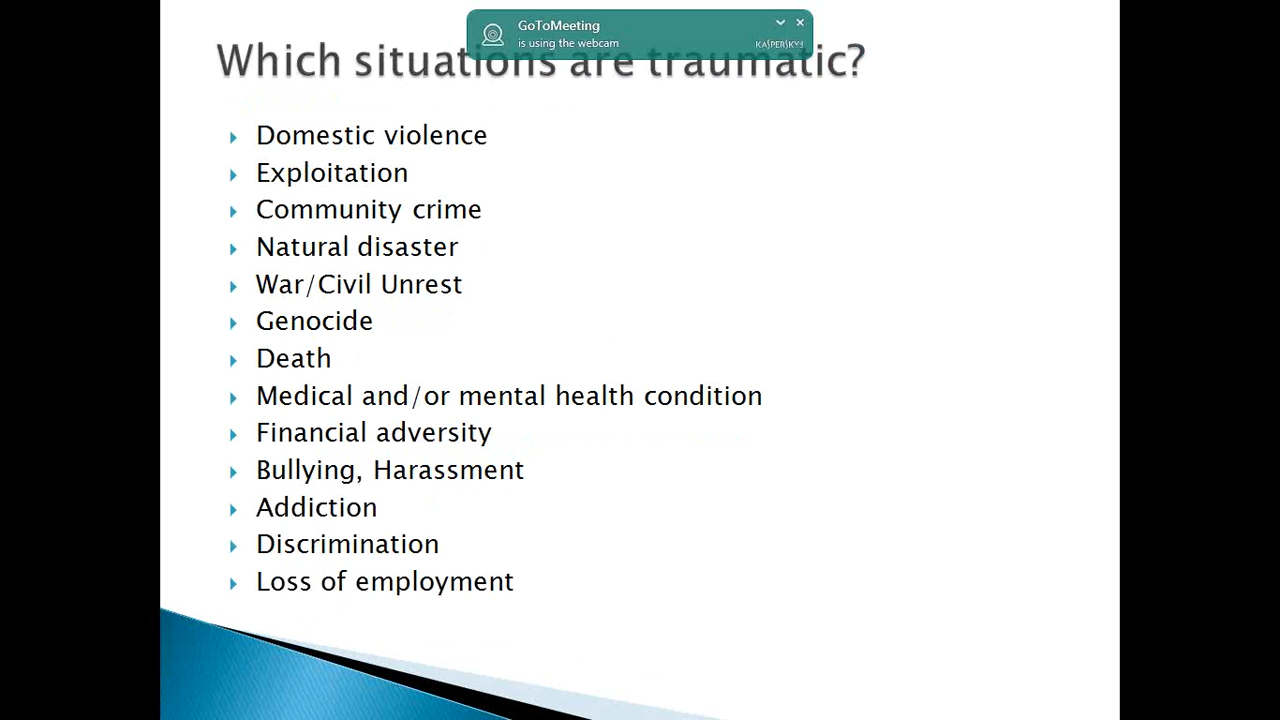 GoToMeeting
is using the webcam
KASPERSKY
Which situations are traumatic?
Domestic violence
Exploitation
Community crime
Natural disaster
War/Civil Unrest
Genocide
Death
Medical and/or mental health condition
Financial adversity
Bullying, Harassment
Addiction
Discrimination
Loss of employment